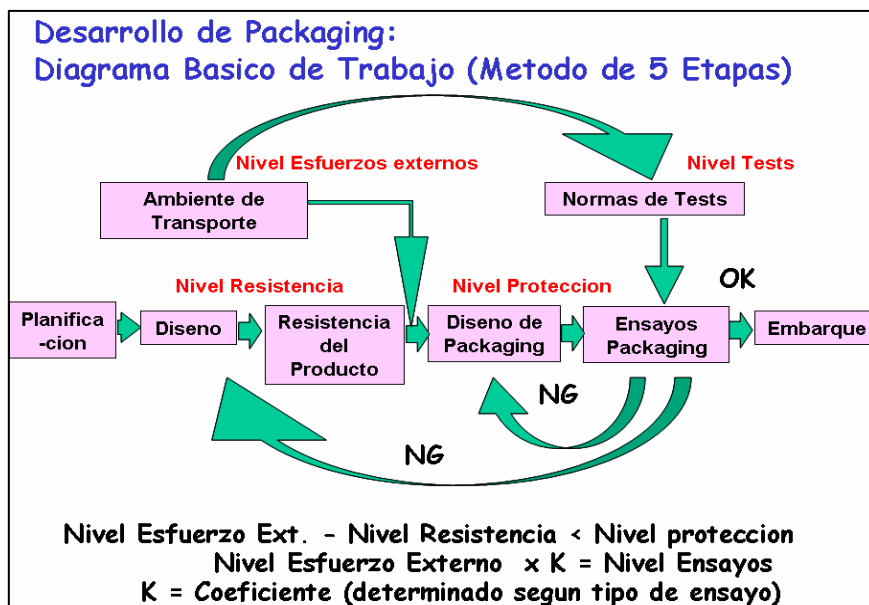 Desarrollo de Packaging:
Diagrama Basico de Trabajo (Metodo de 5 Etapas)
Nivel Esfuerzos externos
Nivel Tests
Ambiente de
Transporte
Normas de Tests
OK
Nivel Resistencia
Nivel Proteccion
Planifica
-cion
Diseno
Resistencia
del
Producto
Diseno de
Packaging
Ensayos
Packaging
Embarque
NG
NG
Nivel Esfuerzo Ext. - Nivel Resistencia < Nivel proteccion
Nivel Esfuerzo Externo x K = Nivel Ensayos
K = Coeficiente (determinado segun tipo de ensayo)